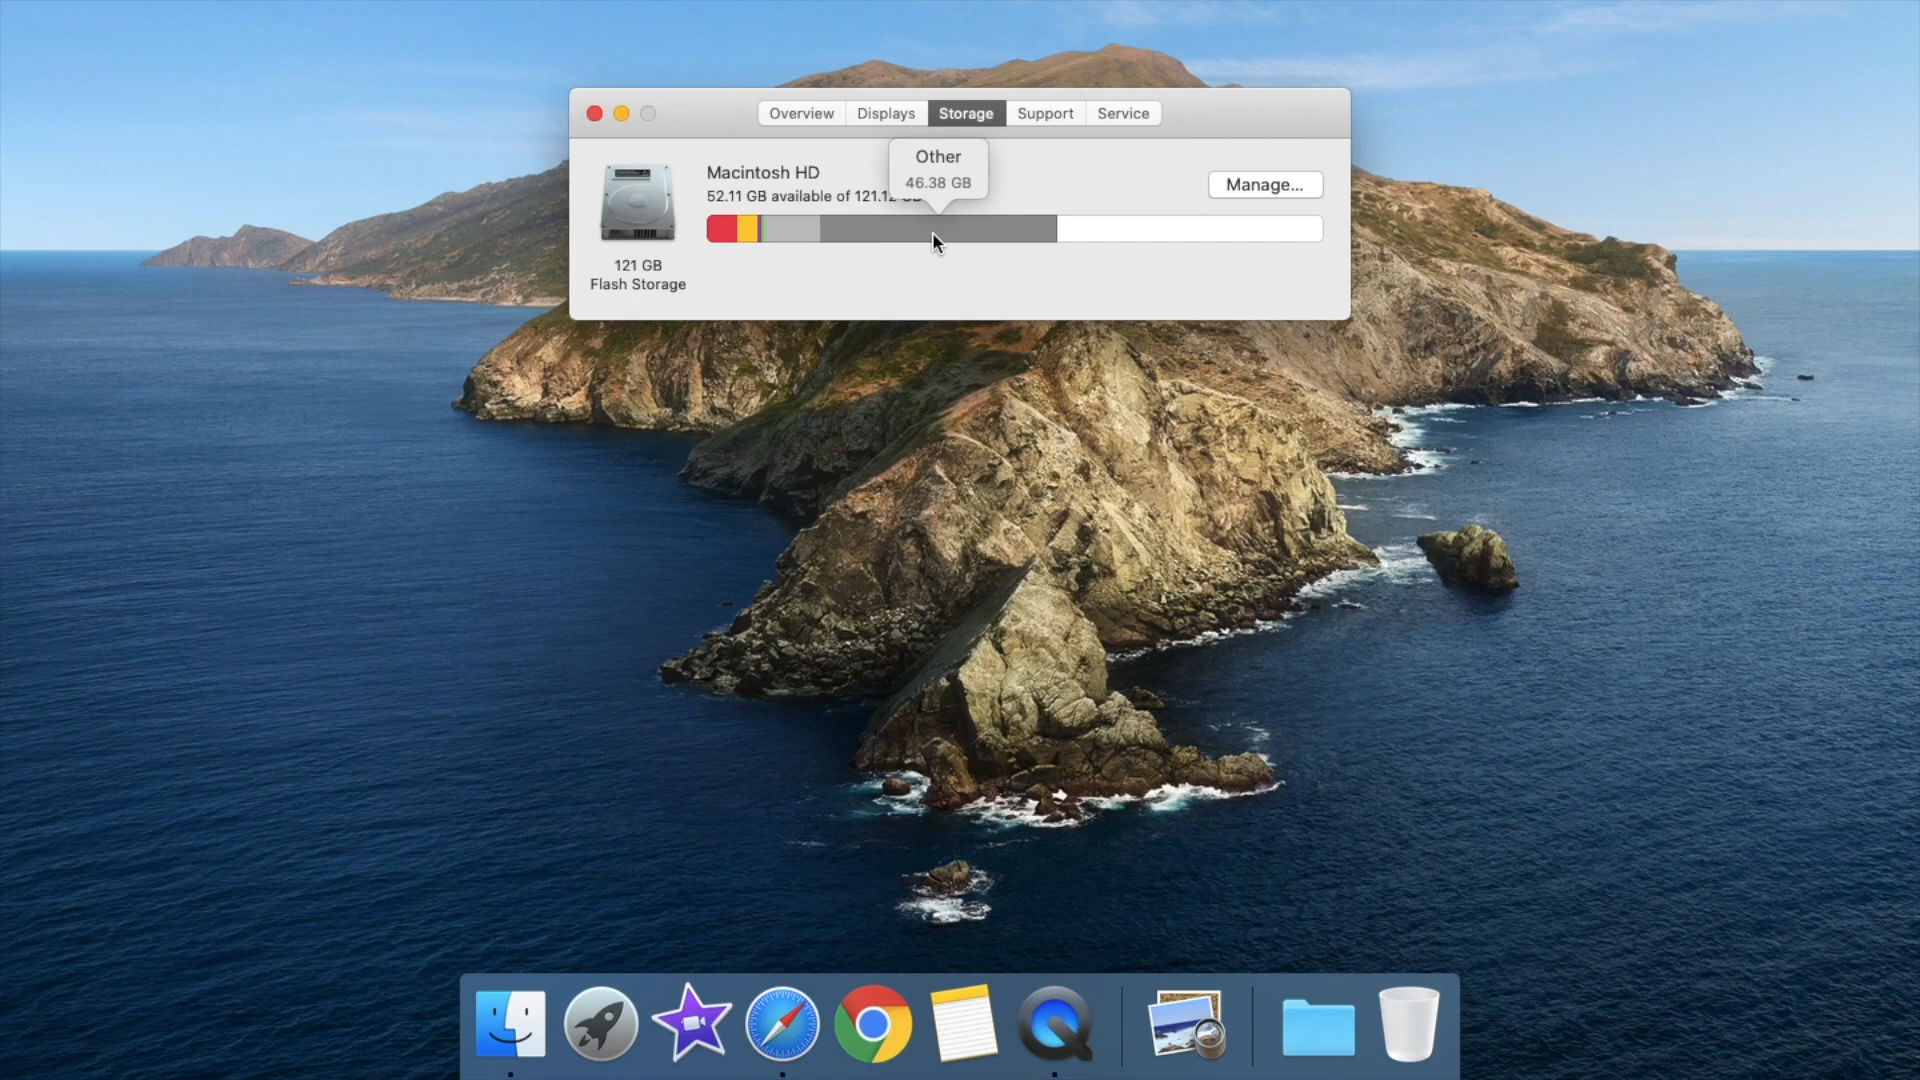 Overview Displays Storage Support Service
Other
46.38 GB
Macintosh HD
52.11 GB available of 121.12
Manage...
121 GB
Flash Storage